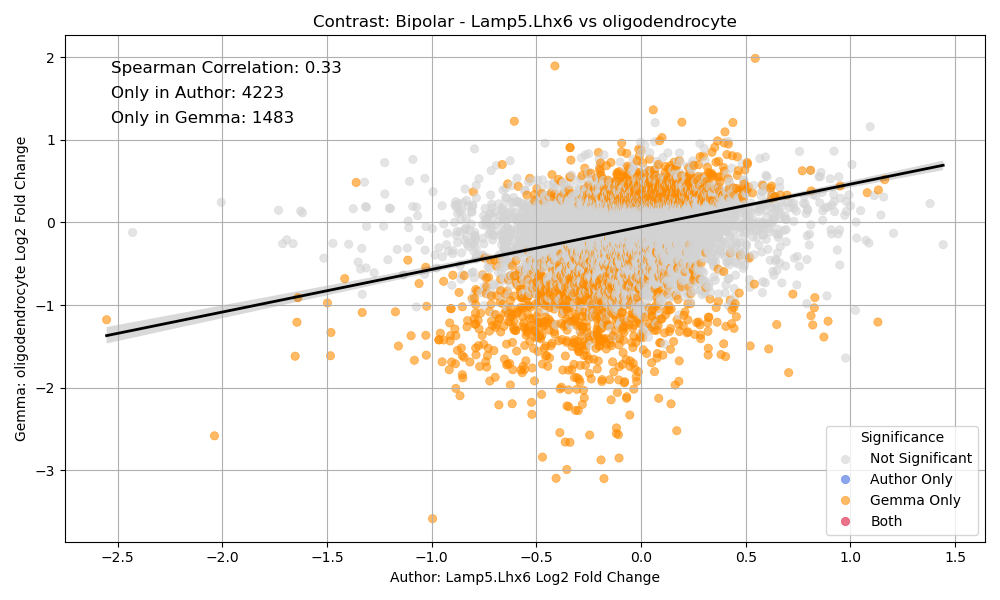 Contrast: Bipolar - Lamp5.Lhx6 vs oligodendrocyte
Spearman Correlation: 0.33
Only in Author: 4223
Only in Gemma: 1483
Gemma: oligodendrocyte Log2 Fold Change
2
1
0
−1
−2
−3
Significance
Not Significant
Author Only
Gemma Only
Both
−2.5 −2.0 −1.5 −1.0 −0.5 0.0 0.5 1.0 1.5
Author: Lamp5.Lhx6 Log2 Fold Change